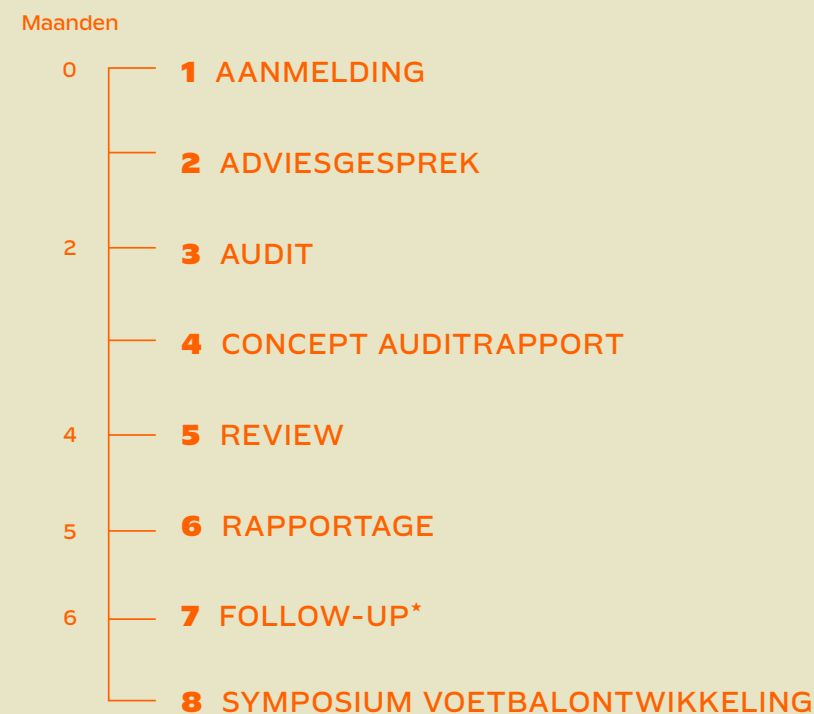 Maanden
0 1 AANMELDING
2 ADVIESGESPREK
2 3 AUDIT
4 CONCEPT AUDITRAPPORT
4 5 REVIEW
5 6 RAPPORTAGE
6 7 FOLLOW-UP*
8 SYMPOSIUM VOETBALONTWIKKELING